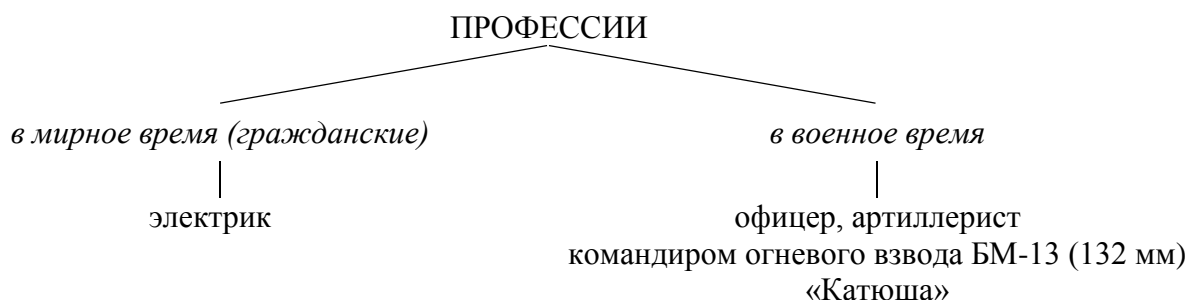 ПРОФЕССИИ
в мирное время (гражданские)
в военное время
электрик
офицер, артиллерист
командиром огневого взвода БМ-13 (132 мм)
«Катюша»